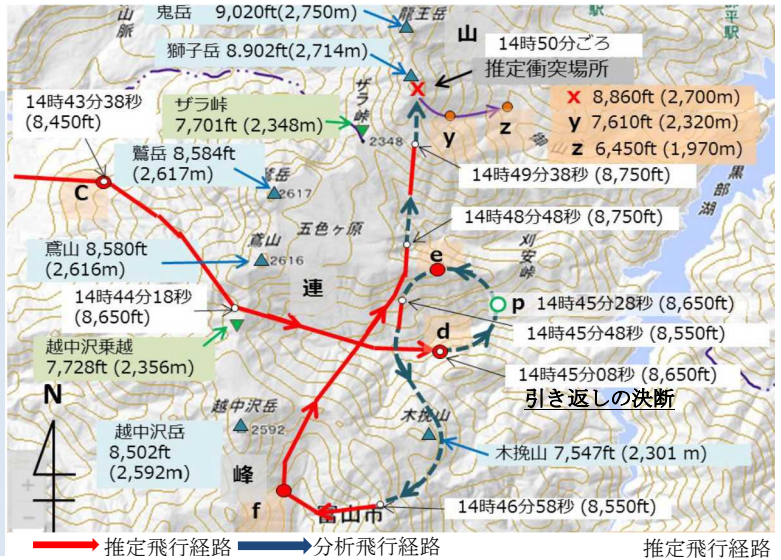 山脈
鬼岳 9,020ft(2,750m)
龍王岳
山
駅
獅子岳 8.902ft(2,714m)
14時50分ごろ
推定衝突場所
14時43分38秒
(8,450ft)
ザラ峠
7,701ft (2,348m)
2348
X 8,860ft (2,700m)
y 7,610ft (2,320m)
z 6,450ft (1,970m)
y
z
鷲岳 8,584ft
(2,617m)
2617
14時49分38秒 (8,750ft)
黒部湖
C
五色ヶ原
14時48分48秒 (8,750ft)
鳶山
2616
鳶山 8,580ft
(2,616m)
刈安峠
連
e
14時44分18秒
(8,650ft)
p 14時45分28秒 (8,650ft)
d
14時45分48秒 (8,550ft)
越中沢乗越
7,728ft (2,356m)
14時45分08秒 (8,650ft)
引き返しの決断
N
越中沢岳
2592
木挽山
越中沢岳
8,502ft
(2,592m)
峰
木挽山 7,547ft (2,301 m)
f
富山市
14時46分58秒 (8,550ft)
推定飛行経路
分析飛行経路
推定飛行経路